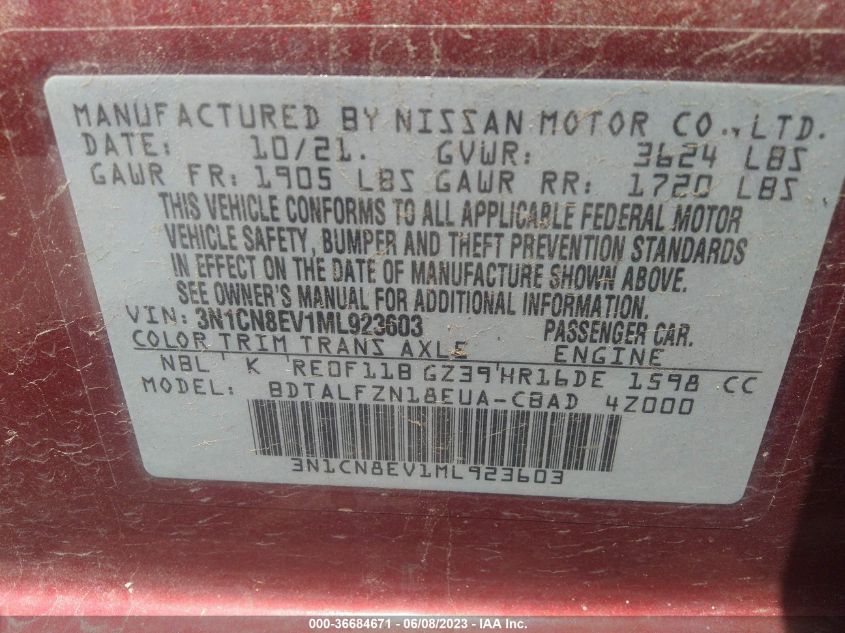 MANUFACTURED BY NISSAN MOTOR CO., LTD.
DATE: 10/21. GVWR: 3624 LBS
GAWR FR: 1905 LBS GAWR RR: 1720 LBS
THIS VEHICLE CONFORMS TO ALL APPLICABLE FEDERAL MOTOR
VEHICLE SAFETY, BUMPER AND THEFT PREVENTION STANDARDS
IN EFFECT ON THE DATE OF MANUFACTURE SHOWN ABOVE.
SEE OWNER'S MANUAL FOR ADDITIONAL INFORMATION.
VIN: 3N1CN8EV1ML923603 PASSENGER CAR.
COLOR TRIM TRANS AXLE ENGINE
NBL K RE0F11B GZ39 HR16DE 1598 CC
MODEL: BDTALFZN18EUA-CBAD 4Z000
3N1CN8EV1ML923603
000-36684671 - 06/08/2023 - IAA Inc.